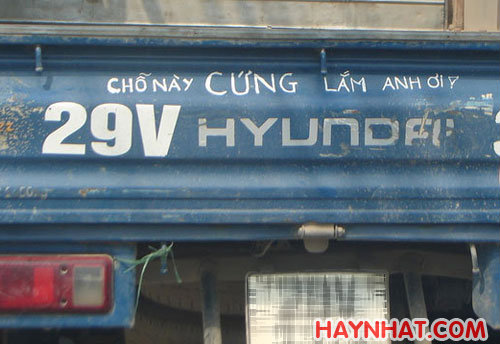 CHỖ NÀY CỨNG LẮM ANH ƠI
29V HYUNDAI
HAYNHAT.COM